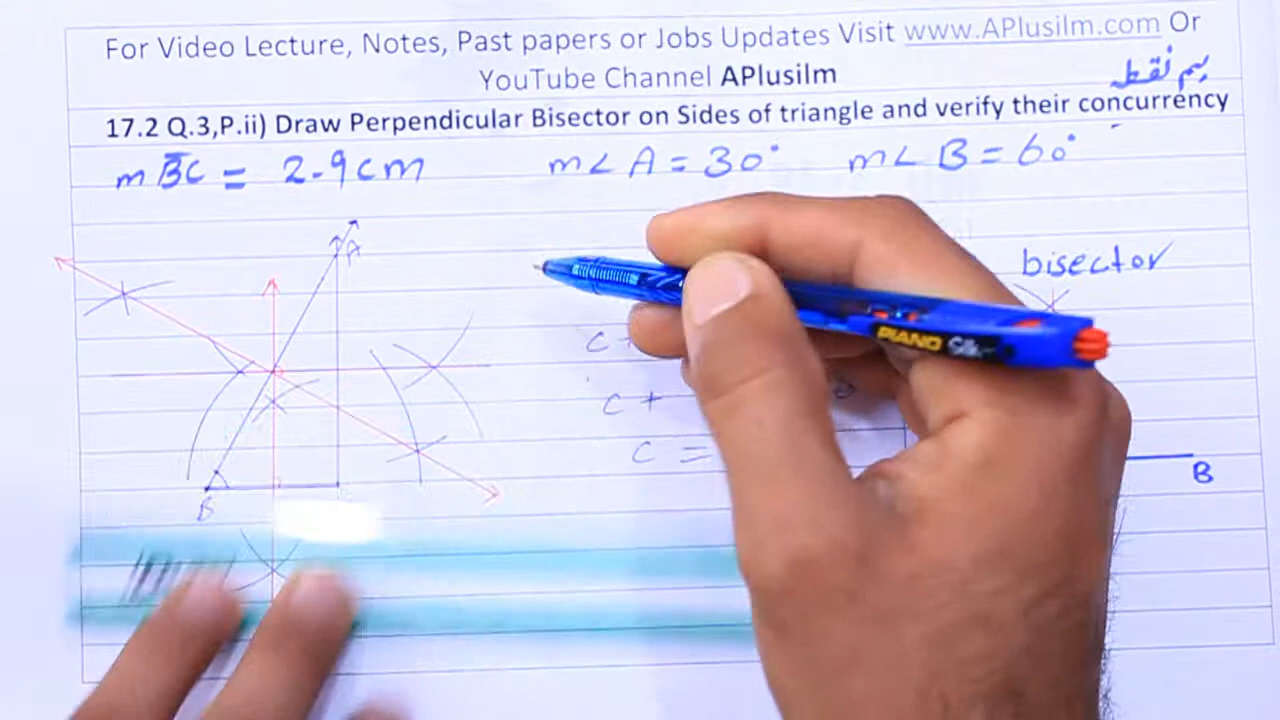 For Video Lecture, Notes, Past papers or Jobs Updates Visit www.APlusilm.com Or
YouTube Channel APlusilm
ہم نقطہ
17.2 Q.3,P.ii) Draw Perpendicular Bisector on Sides of triangle and verify their concurrency
mBC = 2.9cm m∠A = 30° m∠B = 60°
bisector
A
C +
C +
C =
B
B
PIANO